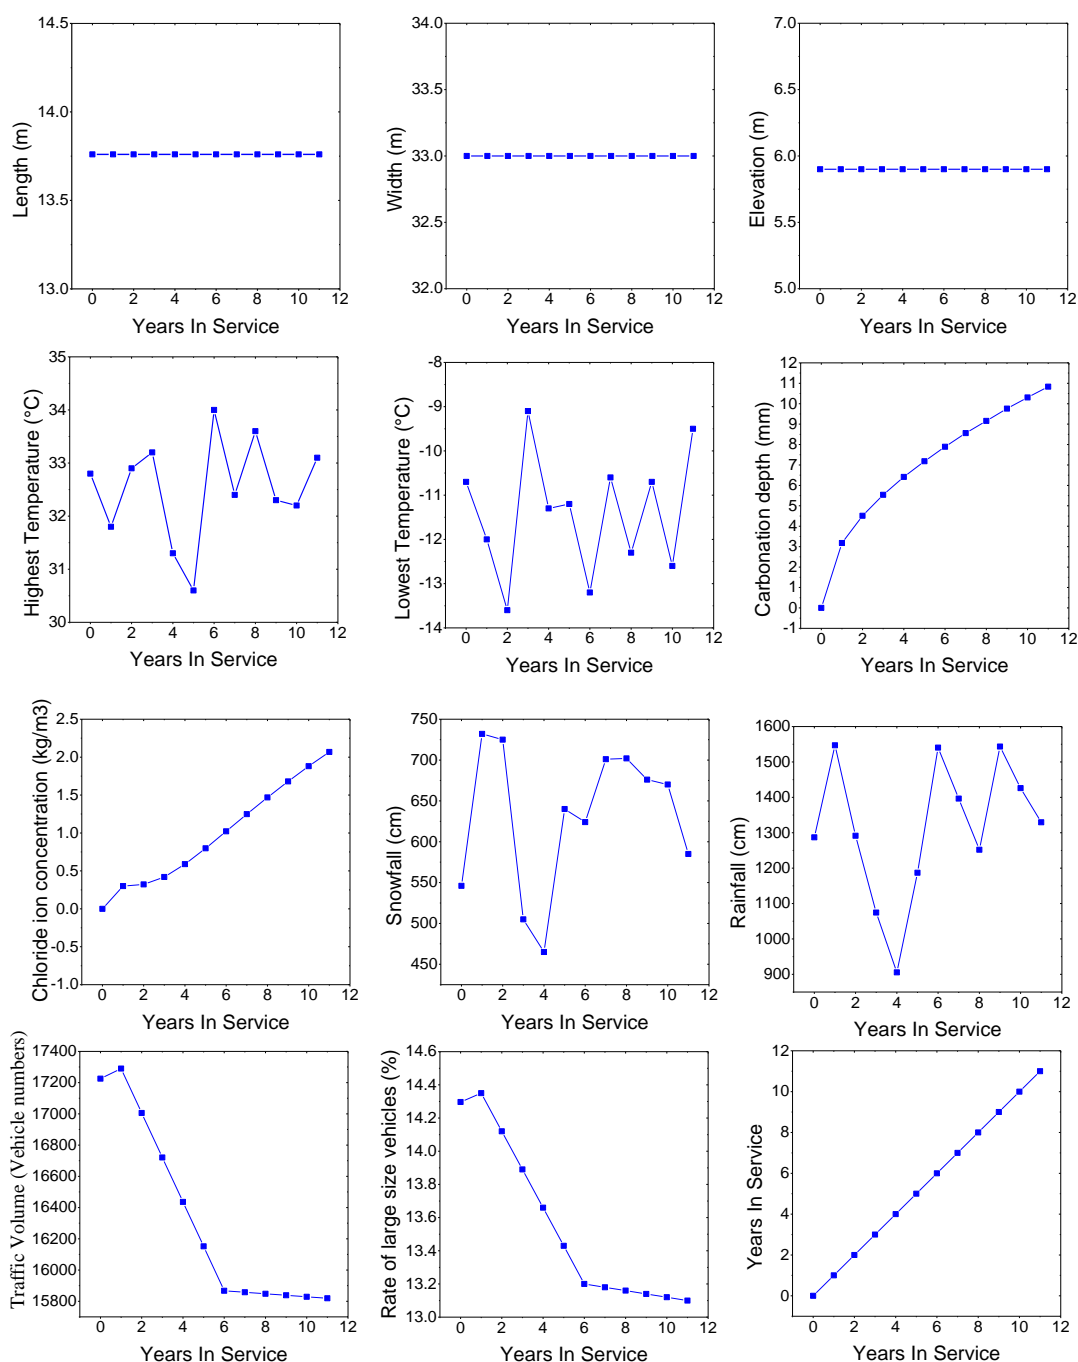 14.5
14.0
13.5
13.0
Length (m)
0 2 4 6 8 10 12
Years In Service
34.0
33.5
33.0
32.5
32.0
Width (m)
0 2 4 6 8 10 12
Years In Service
7.0
6.5
6.0
5.5
5.0
Elevation (m)
0 2 4 6 8 10 12
Years In Service
35
34
33
32
31
30
Highest Temperature (°C)
0 2 4 6 8 10 12
Years In Service
-8
-9
-10
-11
-12
-13
-14
Lowest Temperature (°C)
0 2 4 6 8 10 12
Years In Service
12
11
10
9
8
7
6
5
4
3
2
1
0
-1
Carbonation depth (mm)
0 2 4 6 8 10 12
Years In Service
2.5
2.0
1.5
1.0
0.5
0.0
-0.5
-1.0
Chloride ion concentration (kg/m3)
0 2 4 6 8 10 12
Years In Service
750
700
650
600
550
500
450
Snowfall (cm)
0 2 4 6 8 10 12
Years In Service
1600
1500
1400
1300
1200
1100
1000
900
Rainfall (cm)
0 2 4 6 8 10 12
Years In Service
17400
17200
17000
16800
16600
16400
16200
16000
15800
Traffic Volume (Vehicle numbers)
0 2 4 6 8 10 12
Years In Service
14.6
14.4
14.2
14.0
13.8
13.6
13.4
13.2
13.0
Rate of large size vehicles (%)
0 2 4 6 8 10 12
Years In Service
12
10
8
6
4
2
0
Years In Service
0 2 4 6 8 10 12
Years In Service